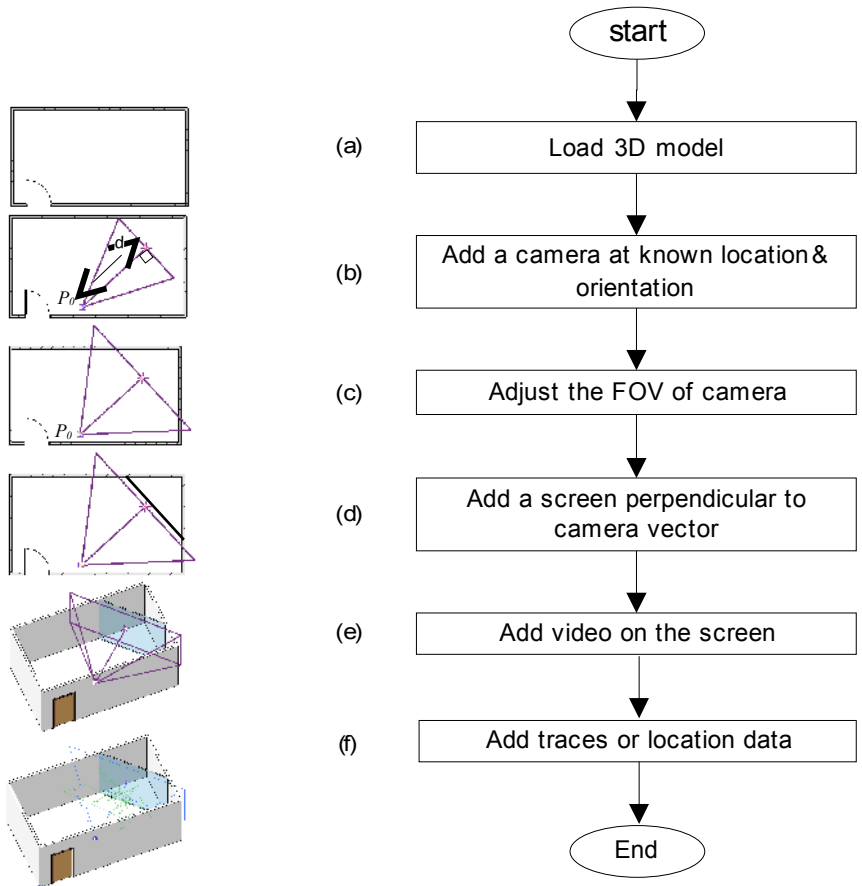 start
(a)
Load 3D model
d
P0
(b)
Add a camera at known location &
orientation
P0
(c)
Adjust the FOV of camera
(d)
Add a screen perpendicular to
camera vector
(e)
Add video on the screen
(f)
Add traces or location data
End